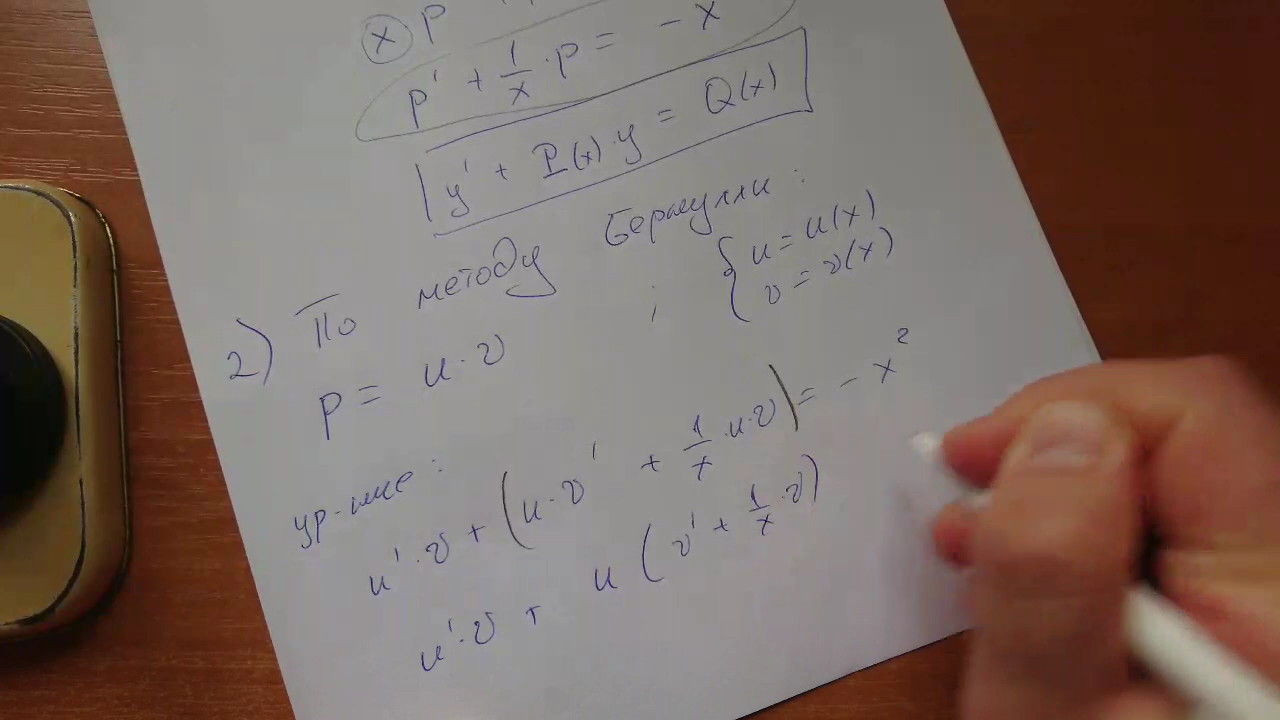 (x) p
p' + 1/x · p = - x
y' + P(x) · y = Q(x)
2) По методу Бернулли :
p = u · v ; { u = u(x)
v = v(x)
ур-ние :
u' · v + (u · v' + 1/x · u · v) = - x²
u' · v + u (v' + 1/x · v)